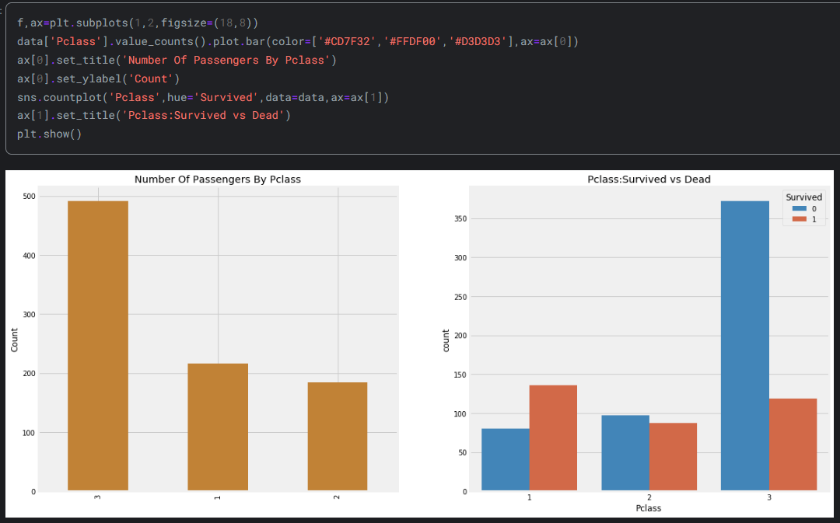 f,ax=plt.subplots(1,2,figsize=(18,8))
data['Pclass'].value_counts().plot.bar(color=['#CD7F32','#FFDF00','#D3D3D3'],ax=ax[0])
ax[0].set_title('Number Of Passengers By Pclass')
ax[0].set_ylabel('Count')
sns.countplot('Pclass',hue='Survived',data=data,ax=ax[1])
ax[1].set_title('Pclass:Survived vs Dead')
plt.show()
Number Of Passengers By Pclass
500
400
300
200
100
0
Count
3
1
2
Pclass:Survived vs Dead
Survived
0
1
350
300
250
200
150
100
50
0
count
1
2
3
Pclass